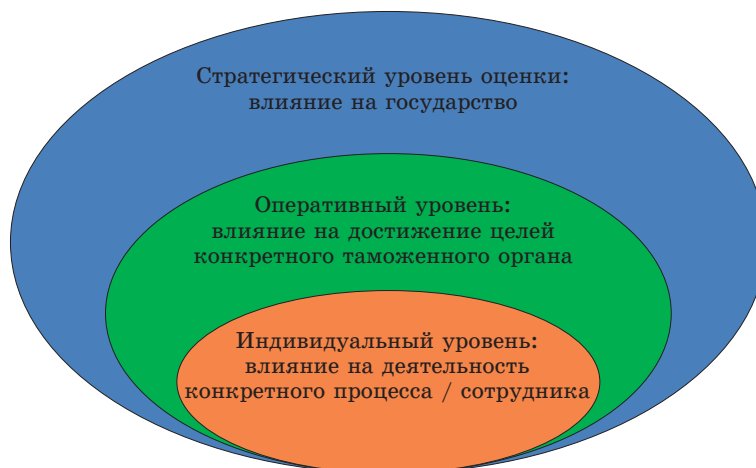 Стратегический уровень оценки:
влияние на государство
Оперативный уровень:
влияние на достижение целей
конкретного таможенного органа
Индивидуальный уровень:
влияние на деятельность
конкретного процесса / сотрудника